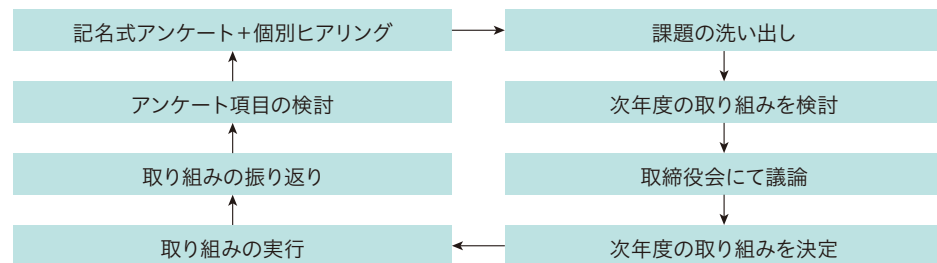 記名式アンケート+個別ヒアリング
課題の洗い出し
アンケート項目の検討
次年度の取り組みを検討
取り組みの振り返り
取締役会にて議論
取り組みの実行
次年度の取り組みを決定